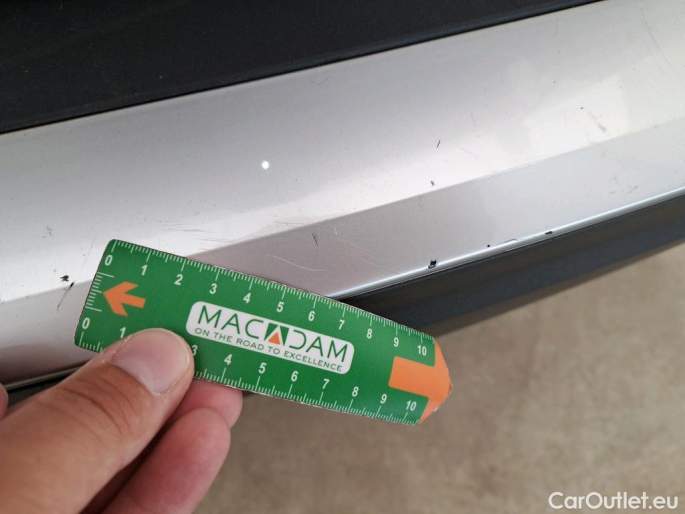 0 1 2 3 4 5 6 7 8 9 10
MACADAM
ON THE ROAD TO EXCELLENCE
0 1 3 4 5 6 7 8 9 10
CarOutlet.eu